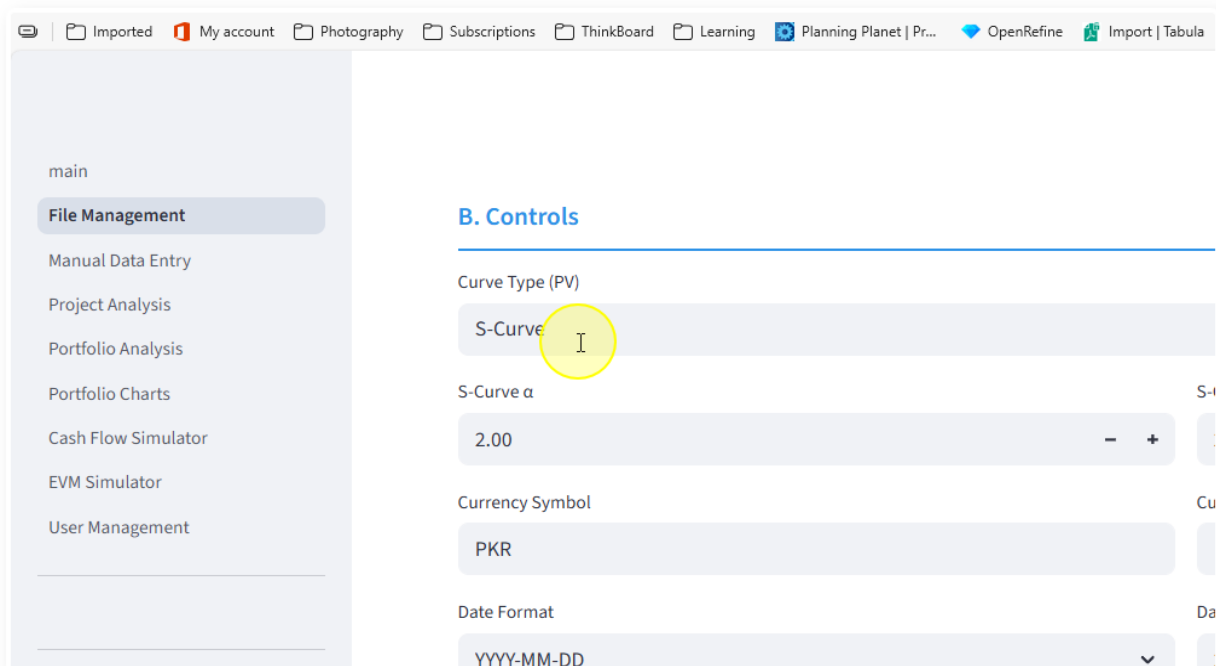 Imported My account Photography Subscriptions ThinkBoard Learning Planning Planet | Pr... OpenRefine Import | Tabula
main
File Management
Manual Data Entry
Project Analysis
Portfolio Analysis
Portfolio Charts
Cash Flow Simulator
EVM Simulator
User Management
B. Controls
Curve Type (PV)
S-Curve
S-Curve α
2.00
Currency Symbol
PKR
Date Format
YYYY-MM-DD